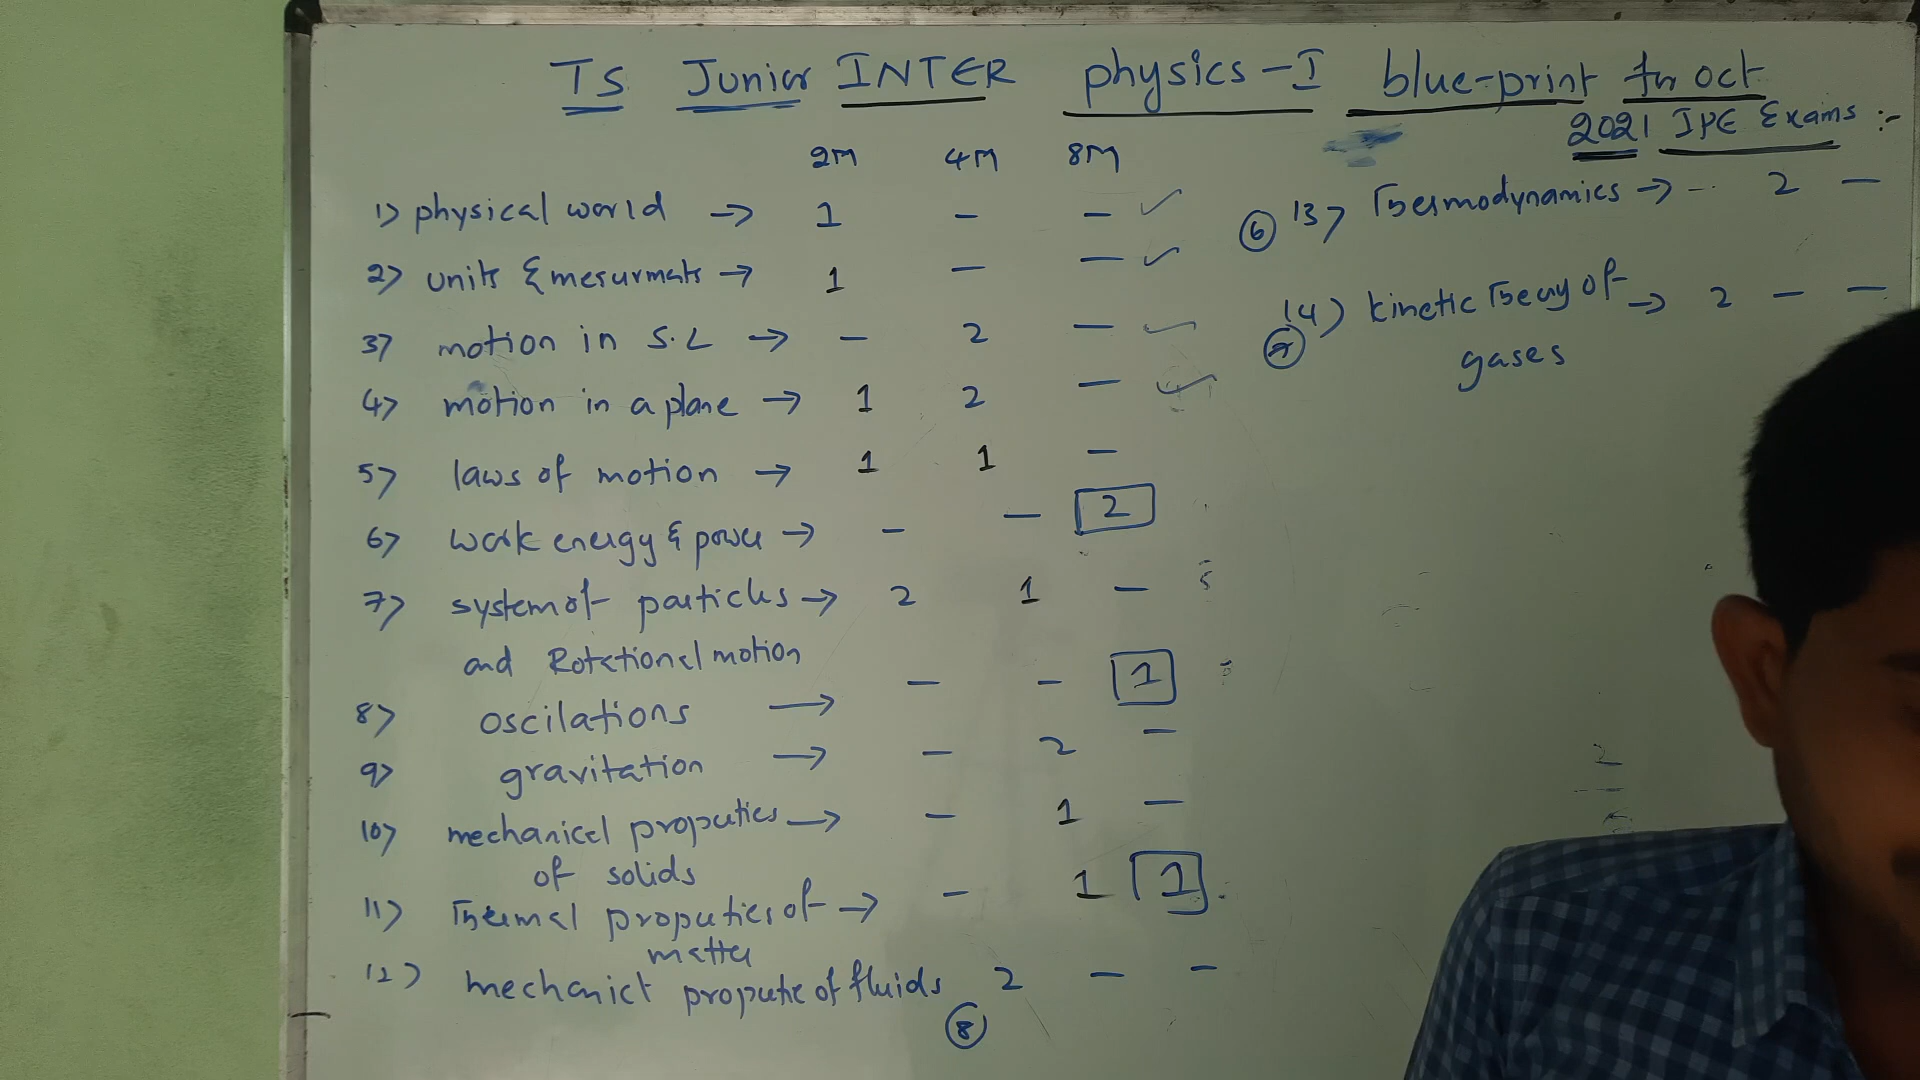 TS Junior INTER physics-I blue-print for oct
2021 IPE Exams :-
2M 4M 8M
1) physical world → 1 - -
2) units & mesurmats → 1 - -
3) motion in S.L → - 2 -
4) motion in a plane → 1 2 -
5) laws of motion → 1 1 -
6) work energy & power → - - 2
7) system of particles → 2 1 -
and Rotational motion
8) oscilations → - - 1
9) gravitation → - 2 -
10) mechanical properties → - 1 -
of solids
11) Thermal properties of → - 1 1
matter
12) mechanict propertie of fluids 2 - -
8
6 13) Thermodynamics → - 2 -
14) kinetic Theory of → 2 - -
gases